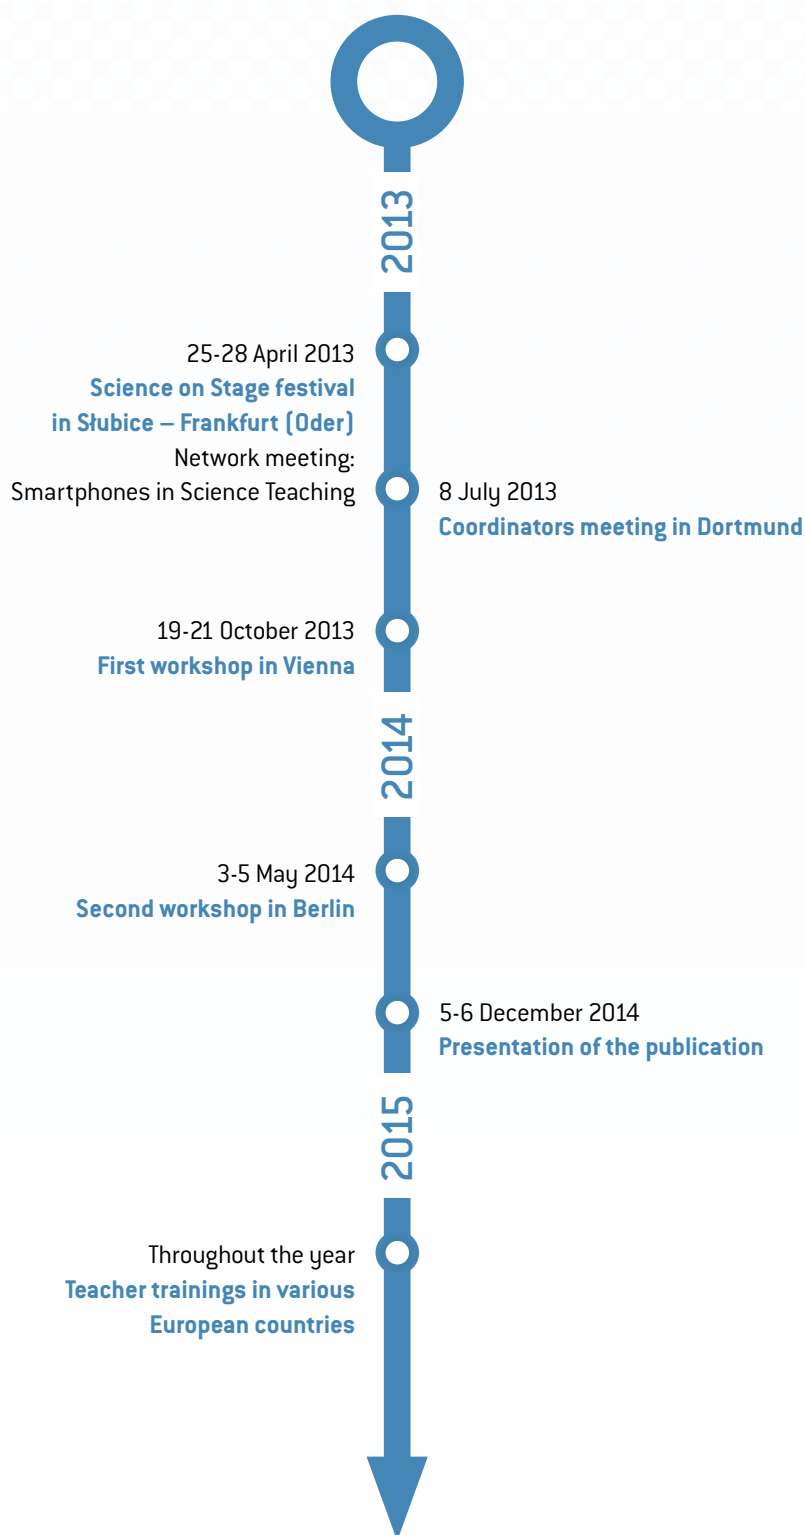 2013
25-28 April 2013
Science on Stage festival
in Słubice – Frankfurt (Oder)
Network meeting:
Smartphones in Science Teaching
8 July 2013
Coordinators meeting in Dortmund
19-21 October 2013
First workshop in Vienna
2014
3-5 May 2014
Second workshop in Berlin
5-6 December 2014
Presentation of the publication
2015
Throughout the year
Teacher trainings in various
European countries